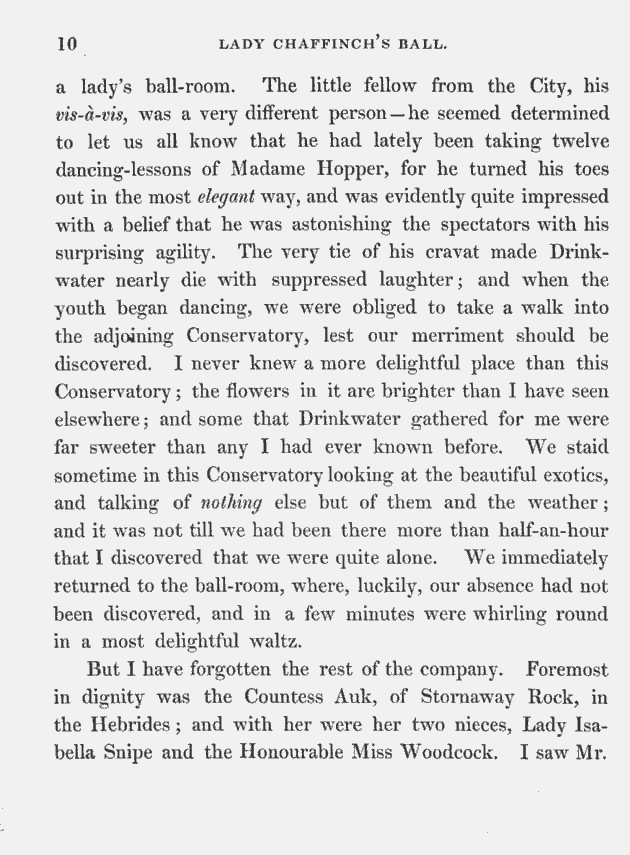 10 LADY CHAFFINCH'S BALL.
a lady's ball-room. The little fellow from the City, his
vis-à-vis, was a very different person—he seemed determined
to let us all know that he had lately been taking twelve
dancing-lessons of Madame Hopper, for he turned his toes
out in the most elegant way, and was evidently quite impressed
with a belief that he was astonishing the spectators with his
surprising agility. The very tie of his cravat made Drink-
water nearly die with suppressed laughter; and when the
youth began dancing, we were obliged to take a walk into
the adjoining Conservatory, lest our merriment should be
discovered. I never knew a more delightful place than this
Conservatory; the flowers in it are brighter than I have seen
elsewhere; and some that Drinkwater gathered for me were
far sweeter than any I had ever known before. We staid
sometime in this Conservatory looking at the beautiful exotics,
and talking of nothing else but of them and the weather;
and it was not till we had been there more than half-an-hour
that I discovered that we were quite alone. We immediately
returned to the ball-room, where, luckily, our absence had not
been discovered, and in a few minutes were whirling round
in a most delightful waltz.
But I have forgotten the rest of the company. Foremost
in dignity was the Countess Auk, of Stornaway Rock, in
the Hebrides; and with her were her two nieces, Lady Isa-
bella Snipe and the Honourable Miss Woodcock. I saw Mr.